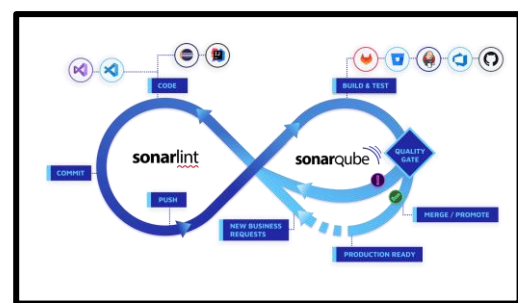 CODE
BUILD & TEST
sonarlint
sonarqube
QUALITY
GATE
COMMIT
PUSH
NEW BUSINESS
REQUESTS
MERGE / PROMOTE
PRODUCTION READY